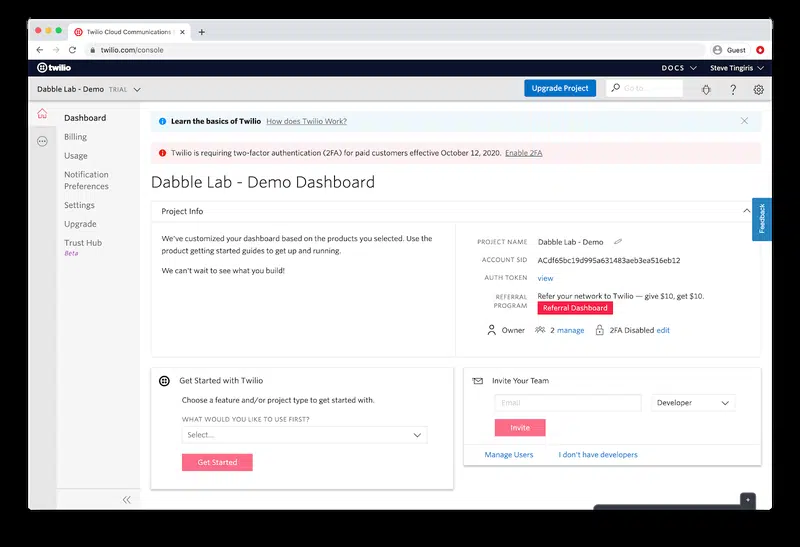 Twilio Cloud Communications
twilio.com/console
Guest
twilio
DOCS
Steve Tingiris
Dabble Lab - Demo TRIAL
Upgrade Project
Go to...
Dashboard
Billing
Usage
Notification
Preferences
Settings
Upgrade
Trust Hub
Beta
Learn the basics of Twilio How does Twilio Work?
Twilio is requiring two-factor authentication (2FA) for paid customers effective October 12, 2020. Enable 2FA
Dabble Lab - Demo Dashboard
Feedback
Project Info
We've customized your dashboard based on the products you selected. Use the
product getting started guides to get up and running.
We can't wait to see what you build!
PROJECT NAME Dabble Lab - Demo
ACCOUNT SID ACdf65bc19d995a631483aeb3ea516eb12
AUTH TOKEN view
REFERRAL
PROGRAM
Refer your network to Twilio — give $10, get $10.
Referral Dashboard
Owner 2 manage 2FA Disabled edit
Get Started with Twilio
Choose a feature and/or project type to get started with.
WHAT WOULD YOU LIKE TO USE FIRST?
Select...
Get Started
Invite Your Team
Email
Developer
Invite
Manage Users I don't have developers